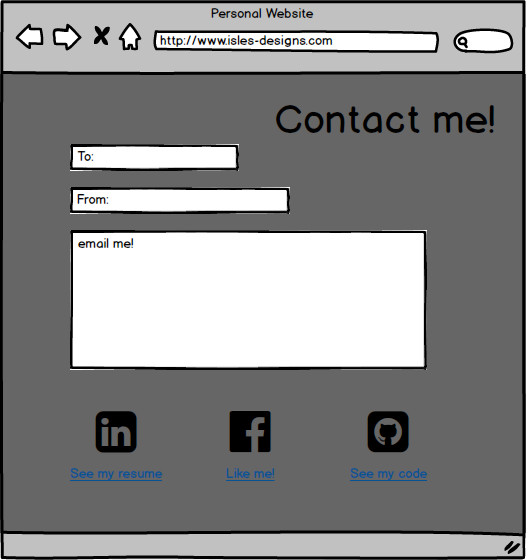 Personal Website
http://www.isles-designs.com
Contact me!
To:
From:
email me!
in
f
See my resume
Like me!
See my code